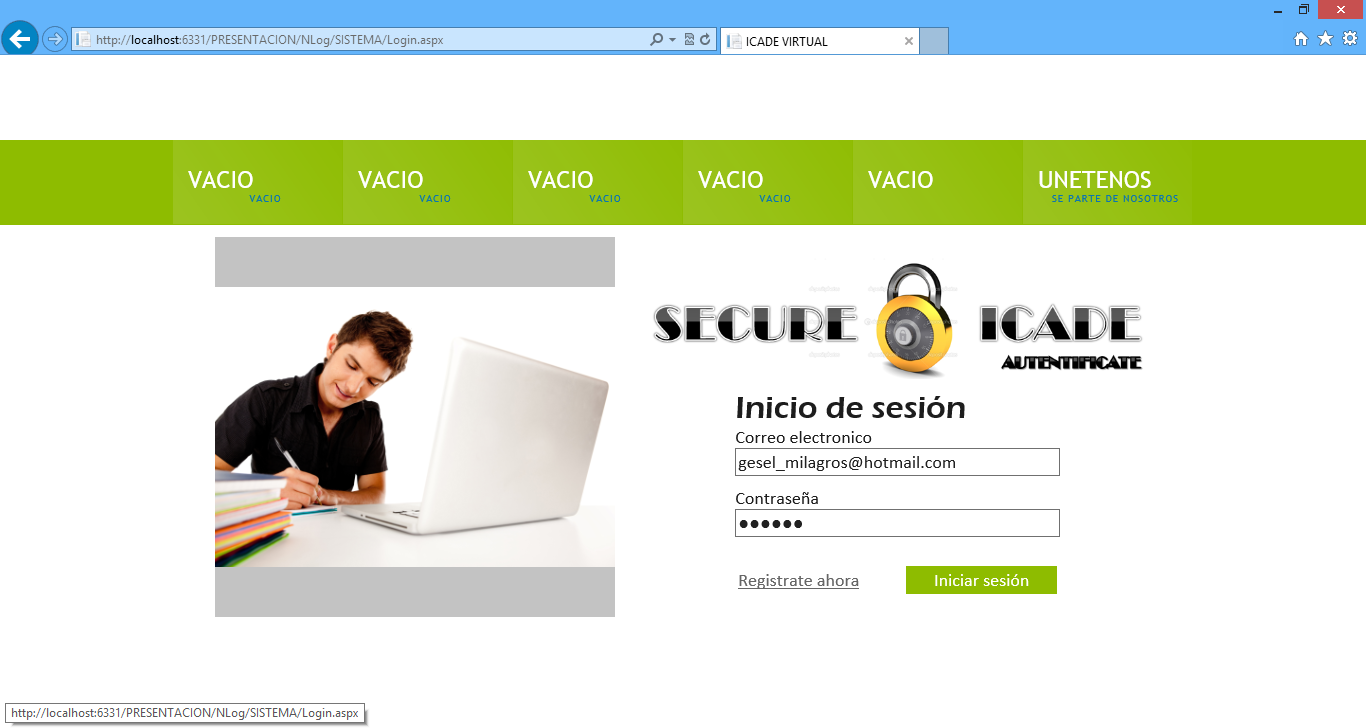 http://localhost:6331/PRESENTACION/NLog/SISTEMA/Login.aspx
ICADE VIRTUAL
VACIO
VACIO
VACIO
VACIO
VACIO
VACIO
VACIO
VACIO
VACIO
UNETENOS
SE PARTE DE NOSOTROS
SECURE ICADE
AUTENTIFICATE
Inicio de sesión
Correo electronico
gesel_milagros@hotmail.com
Contraseña
●●●●●●
Registrate ahora
Iniciar sesión
http://localhost:6331/PRESENTACION/NLog/SISTEMA/Login.aspx